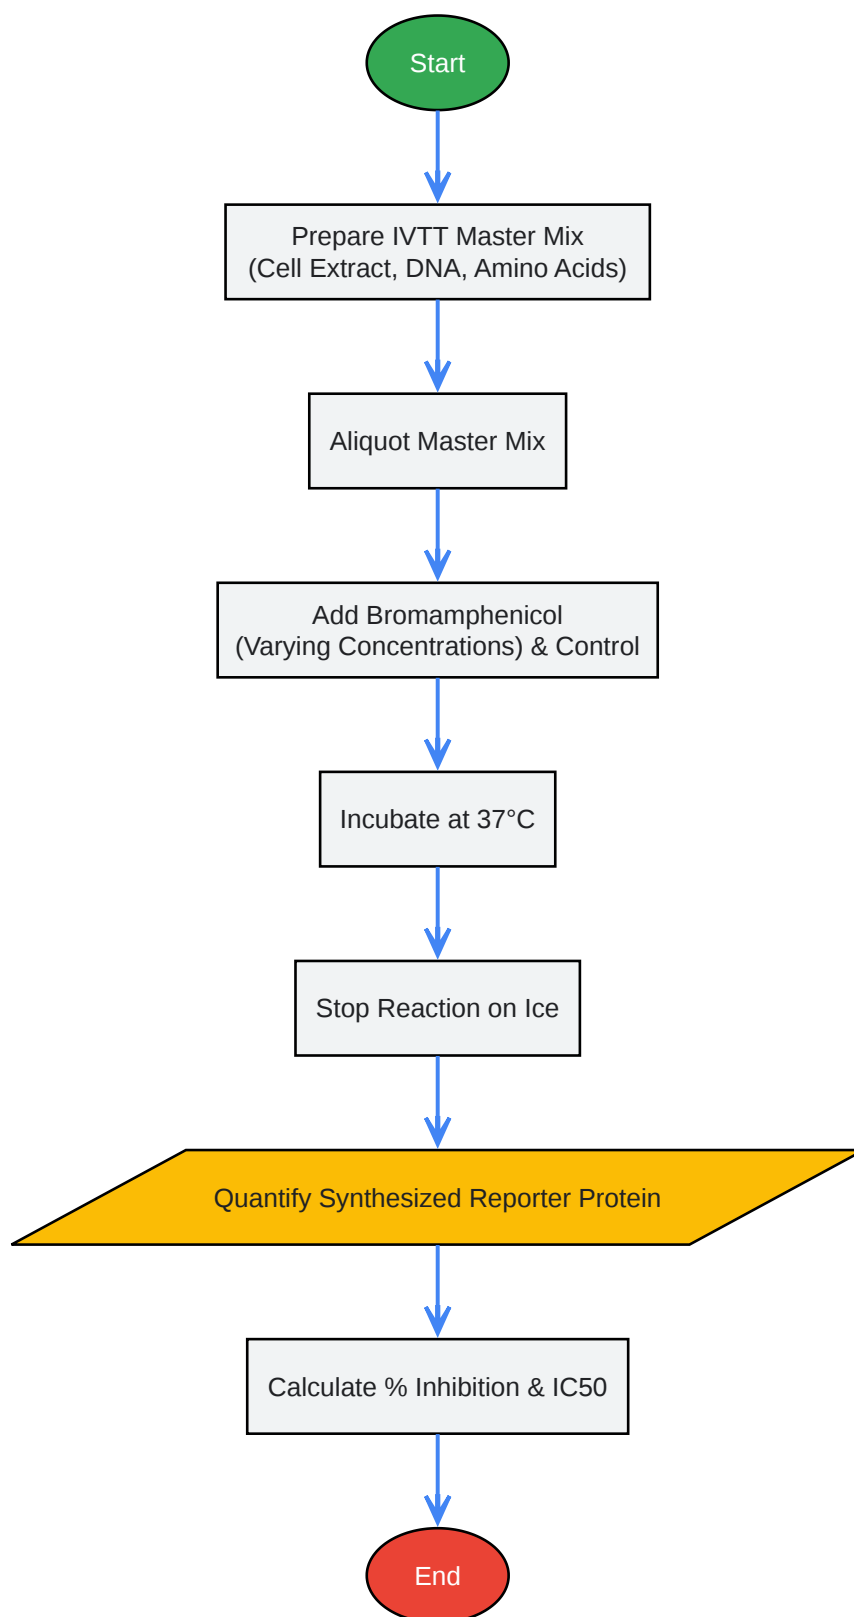 Start
Prepare IVTT Master Mix
(Cell Extract, DNA, Amino Acids)
Aliquot Master Mix
Add Bromamphenicol
(Varying Concentrations) & Control
Incubate at 37°C
Stop Reaction on Ice
Quantify Synthesized Reporter Protein
Calculate % Inhibition & IC50
End